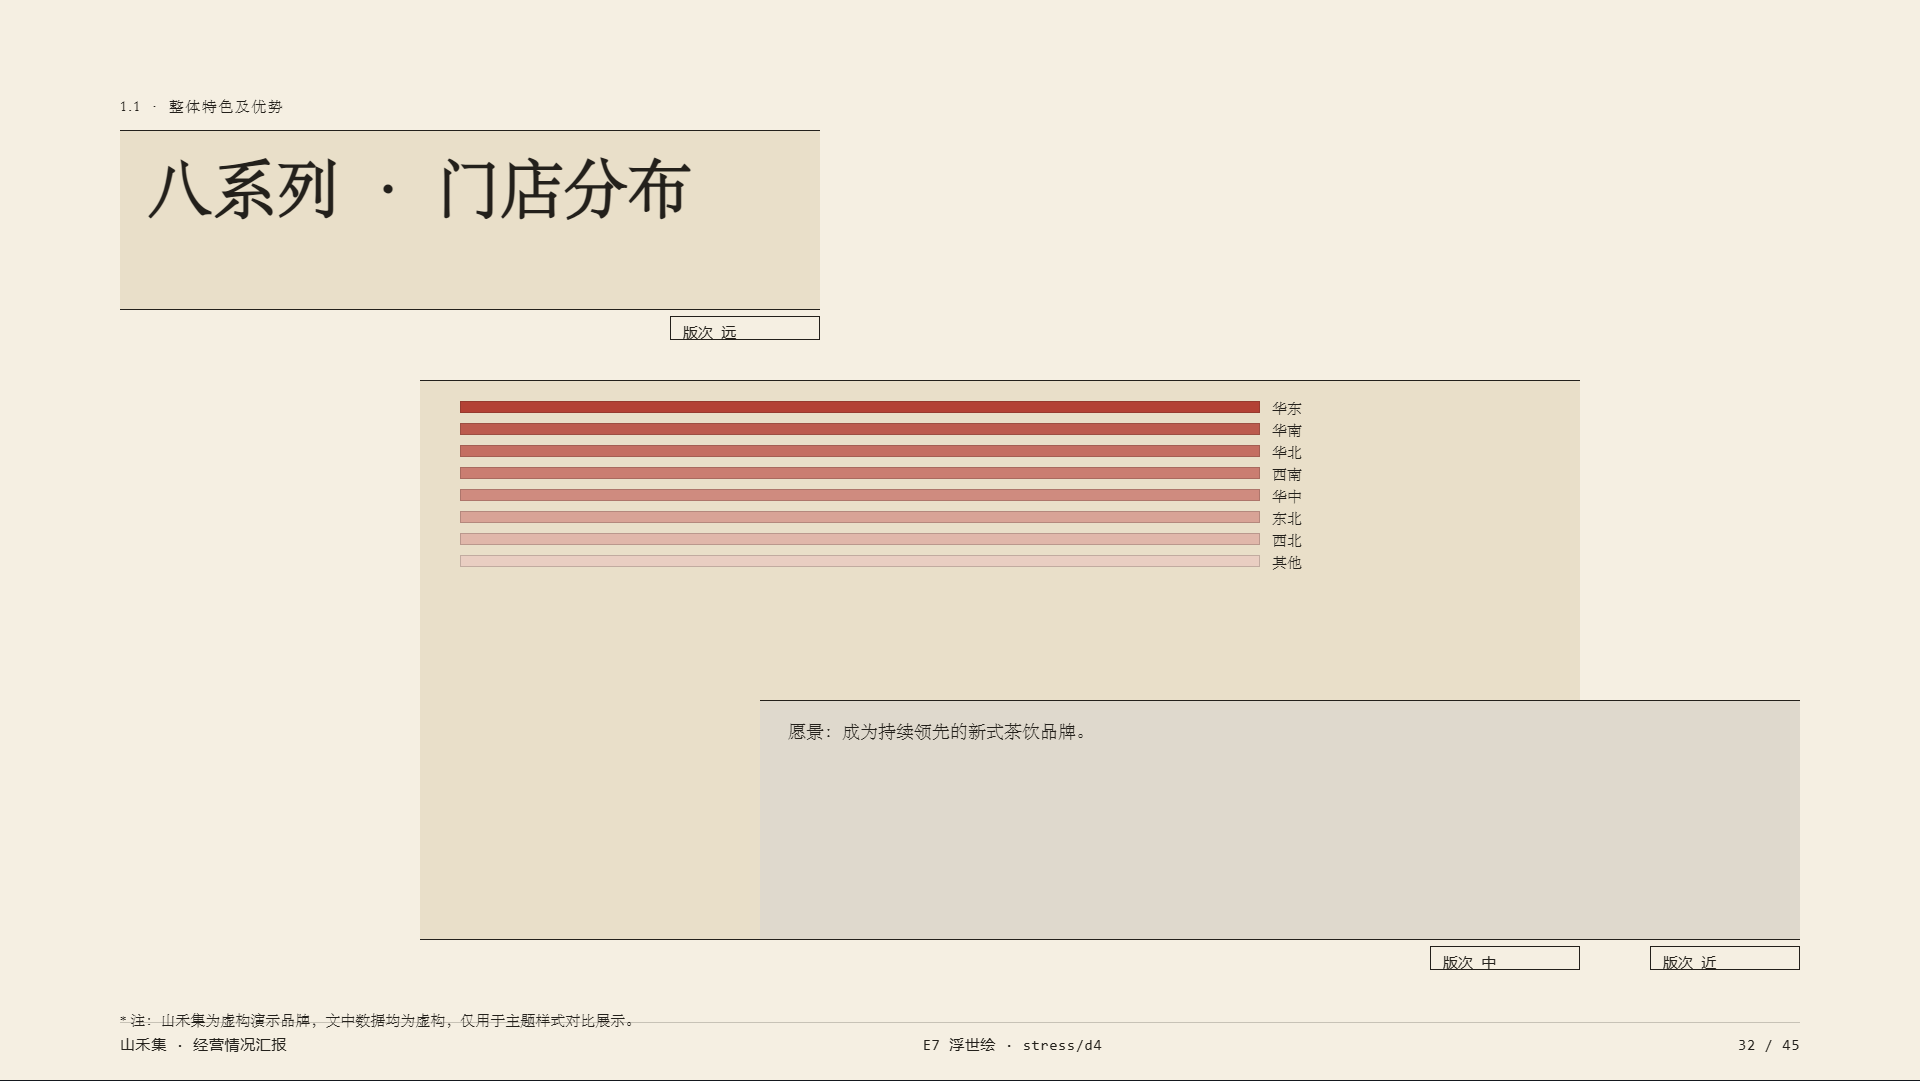 1.1 · 整体特色及优势
八系列 · 门店分布
版次 远
华东
华南
华北
西南
华中
东北
西北
其他
愿景：成为持续领先的新式茶饮品牌。
版次 中
版次 近
* 注：山禾集为虚构演示品牌，文中数据均为虚构，仅用于主题样式对比展示。
山禾集 · 经营情况汇报
E7 浮世绘 · stress/d4
32 / 45